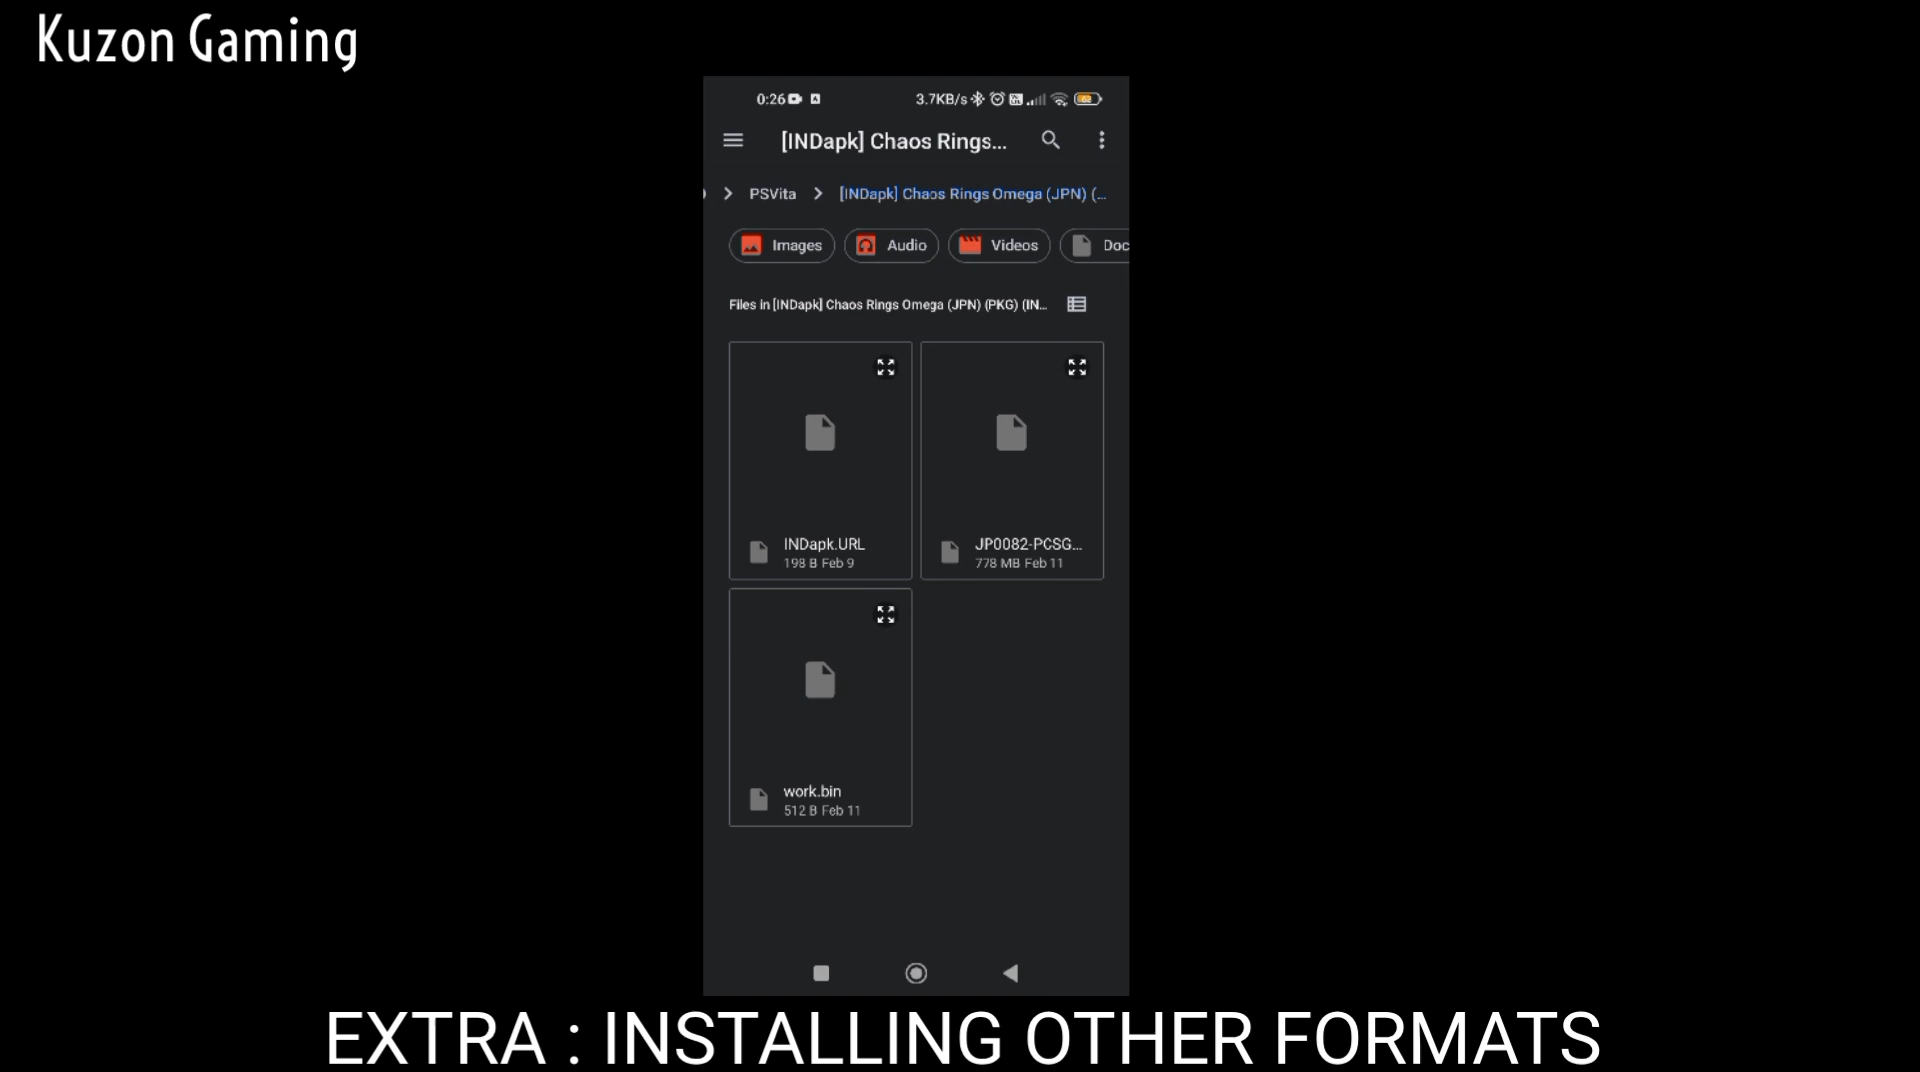 Kuzon Gaming
0:26 3.7KB/s
[INDapk] Chaos Rings...
PSVita [INDapk] Chaos Rings Omega (JPN) (...
Images Audio Videos Doc
Files in [INDapk] Chaos Rings Omega (JPN) (PKG) (IN...
INDapk.URL
198 B Feb 9
JP0082-PCSG...
778 MB Feb 11
work.bin
512 B Feb 11
EXTRA : INSTALLING OTHER FORMATS